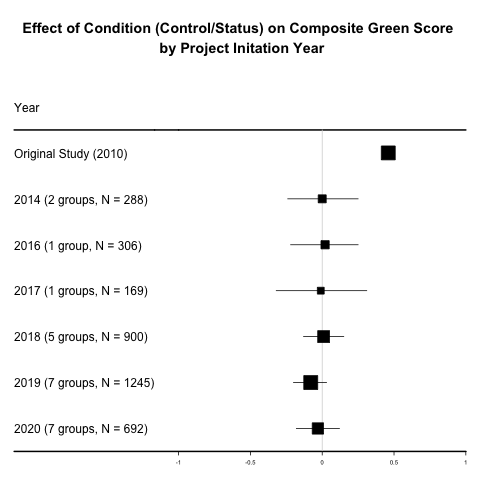 Effect of Condition (Control/Status) on Composite Green Score
by Project Initation Year
Year
Original Study (2010)
2014 (2 groups, N = 288)
2016 (1 group, N = 306)
2017 (1 groups, N = 169)
2018 (5 groups, N = 900)
2019 (7 groups, N = 1245)
2020 (7 groups, N = 692)
-1 -0.5 0 0.5 1